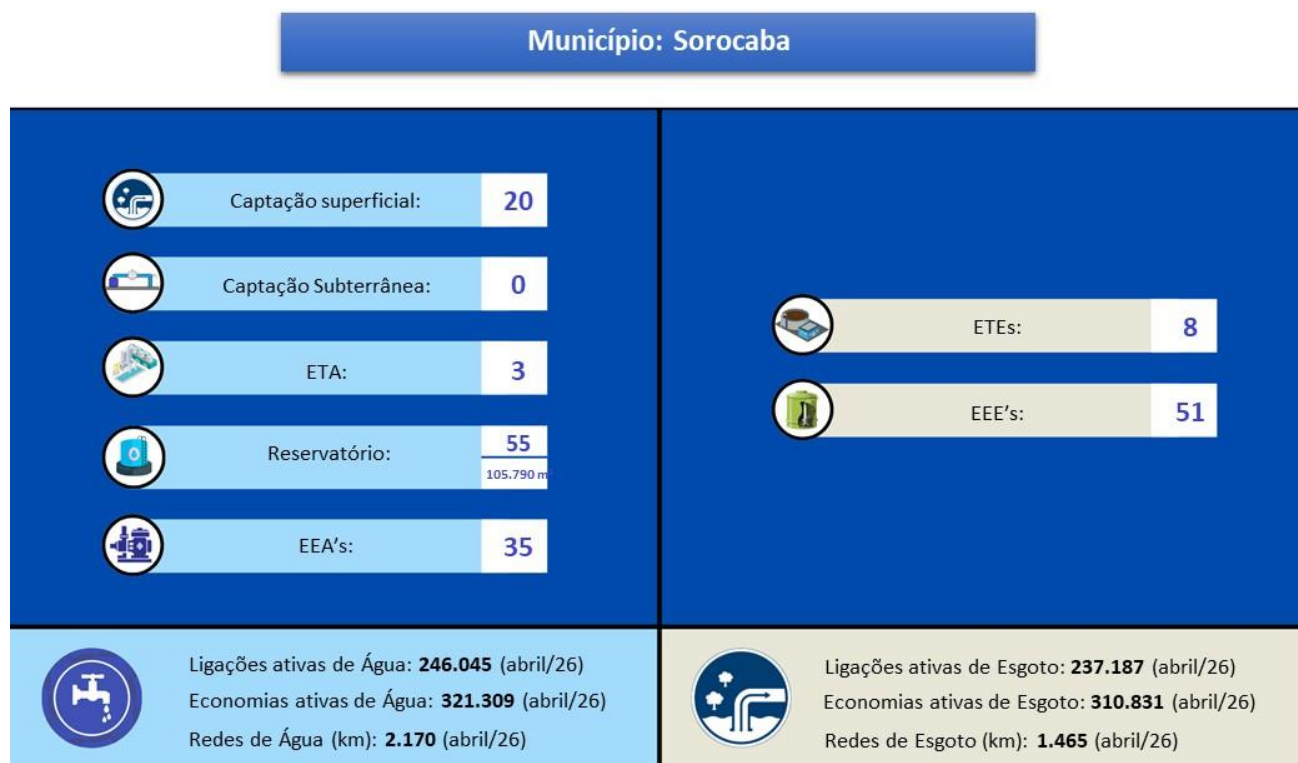 Município: Sorocaba
Captação superficial: 20
Captação Subterrânea: 0
ETA: 3
Reservatório: 55
105.790 m
EEA's: 35
ETEs: 8
EEE's: 51
Ligações ativas de Água: 246.045 (abril/26)
Economias ativas de Água: 321.309 (abril/26)
Redes de Água (km): 2.170 (abril/26)
Ligações ativas de Esgoto: 237.187 (abril/26)
Economias ativas de Esgoto: 310.831 (abril/26)
Redes de Esgoto (km): 1.465 (abril/26)